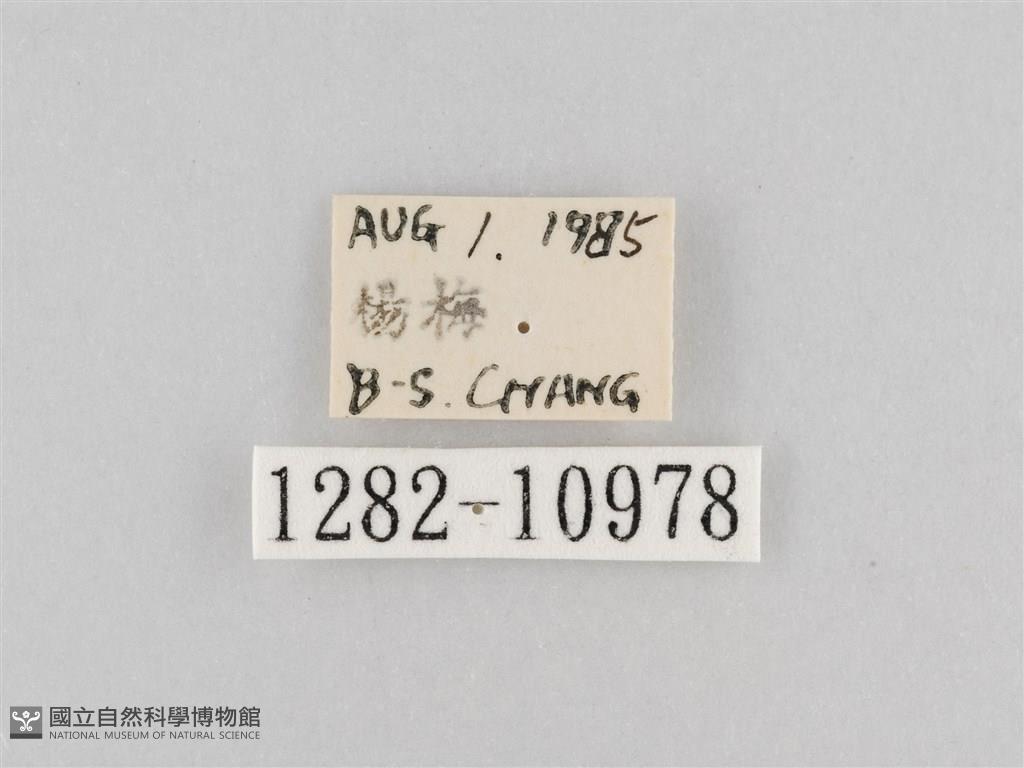 AUG 1. 1985
楊梅
B-S. CHANG
1282-10978
國立自然科學博物館
NATIONAL MUSEUM OF NATURAL SCIENCE